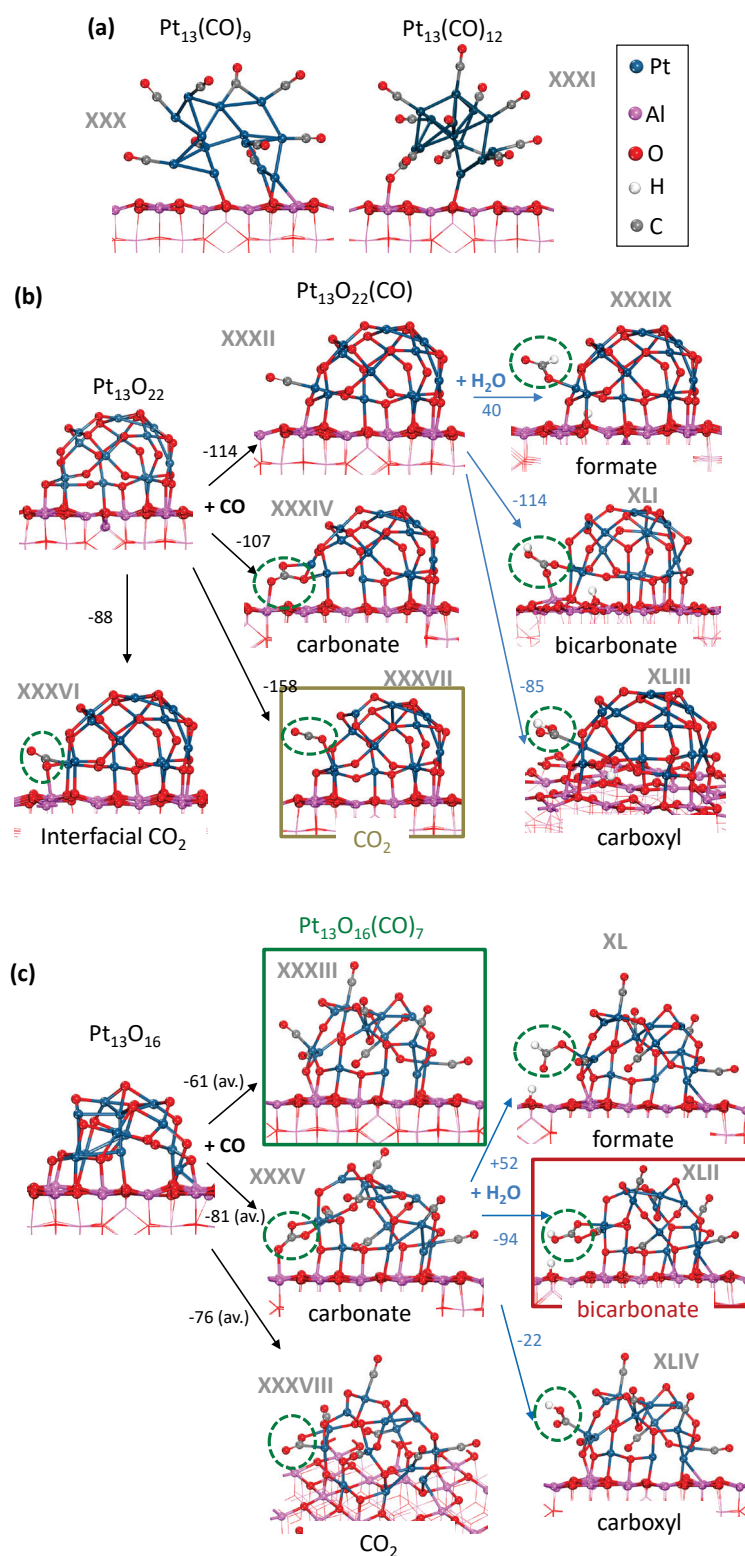 (a)
Pt13(CO)9
Pt13(CO)12
XXX
XXXI
Pt
Al
O
H
C
(b)
Pt13O22(CO)
XXXII
XXXIX
Pt13O22
+ H2O
40
formate
-114
+ CO
XXXIV
-107
carbonate
-114
XLI
bicarbonate
-88
-158
-85
XXXVI
Interfacial CO2
XXXVII
CO2
XLIII
carboxyl
(c)
Pt13O16(CO)7
XXXIII
XL
Pt13O16
-61 (av.)
+ CO
formate
XXXV
-81 (av.)
carbonate
+52
+ H2O
-94
XLII
bicarbonate
-76 (av.)
-22
XXXVIII
CO2
XLIV
carboxyl